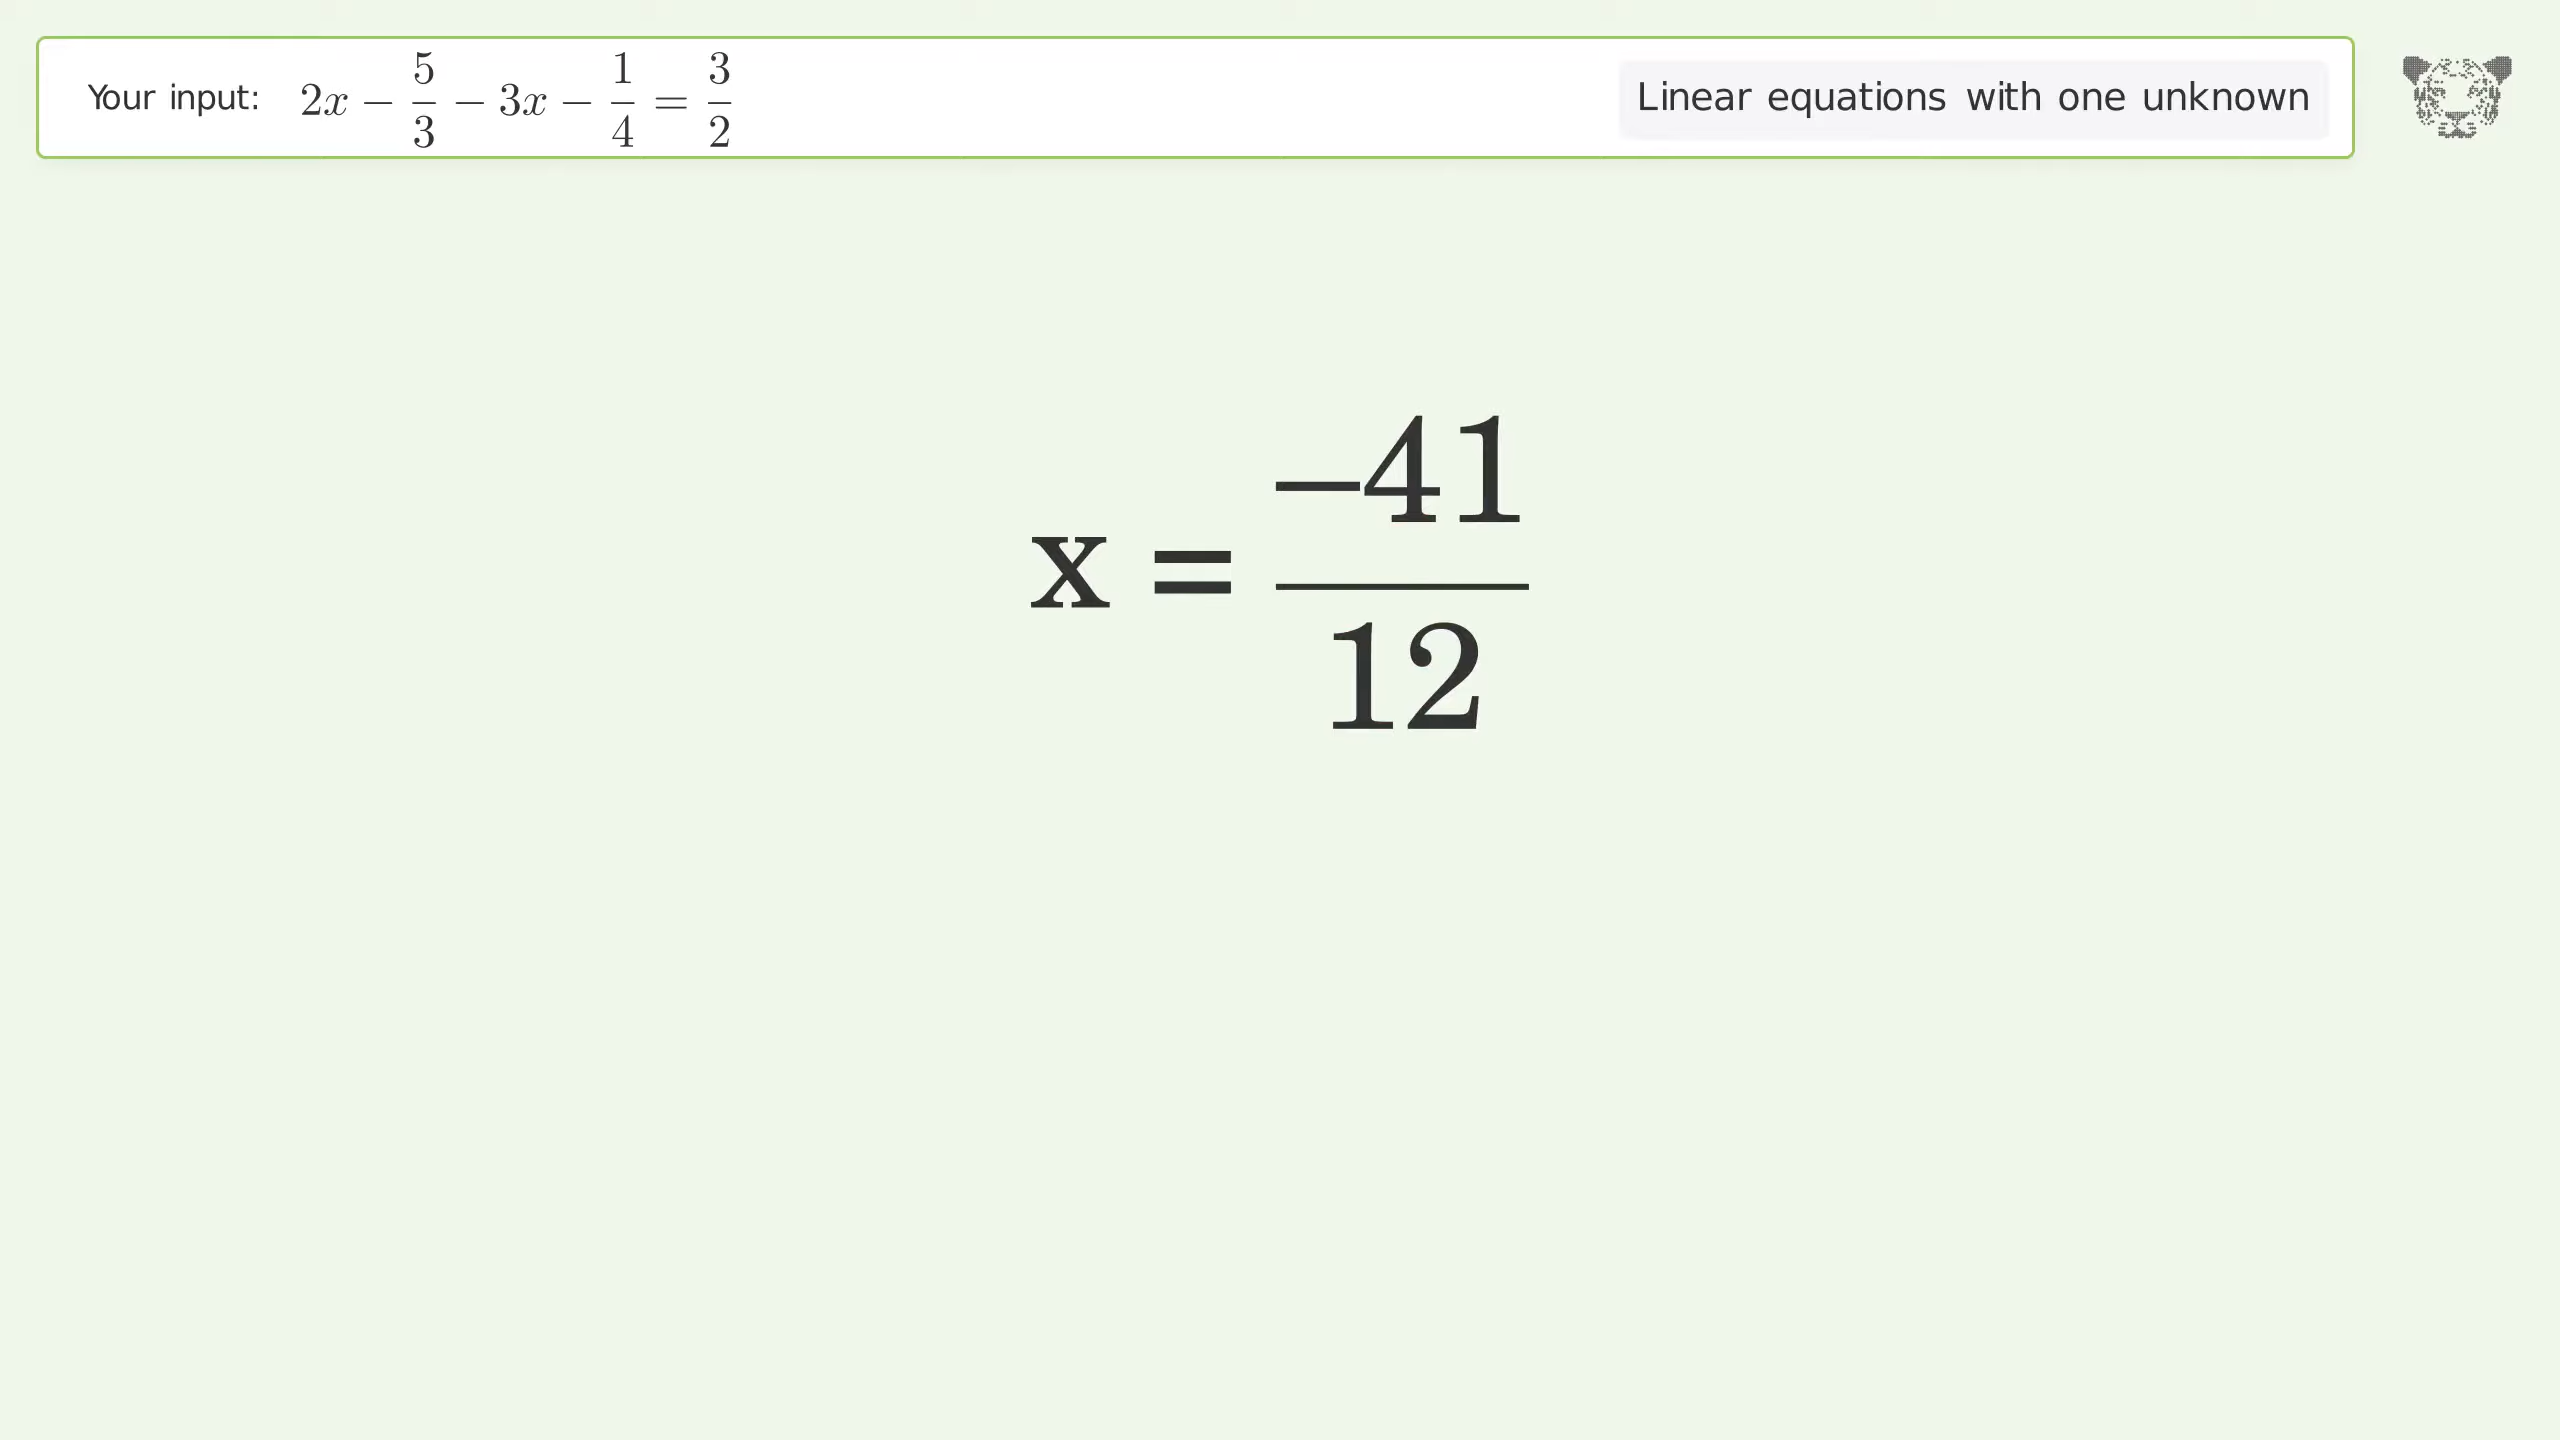 Your input: 2x − 5/3 − 3x − 1/4 = 3/2
Linear equations with one unknown
x = −41/12